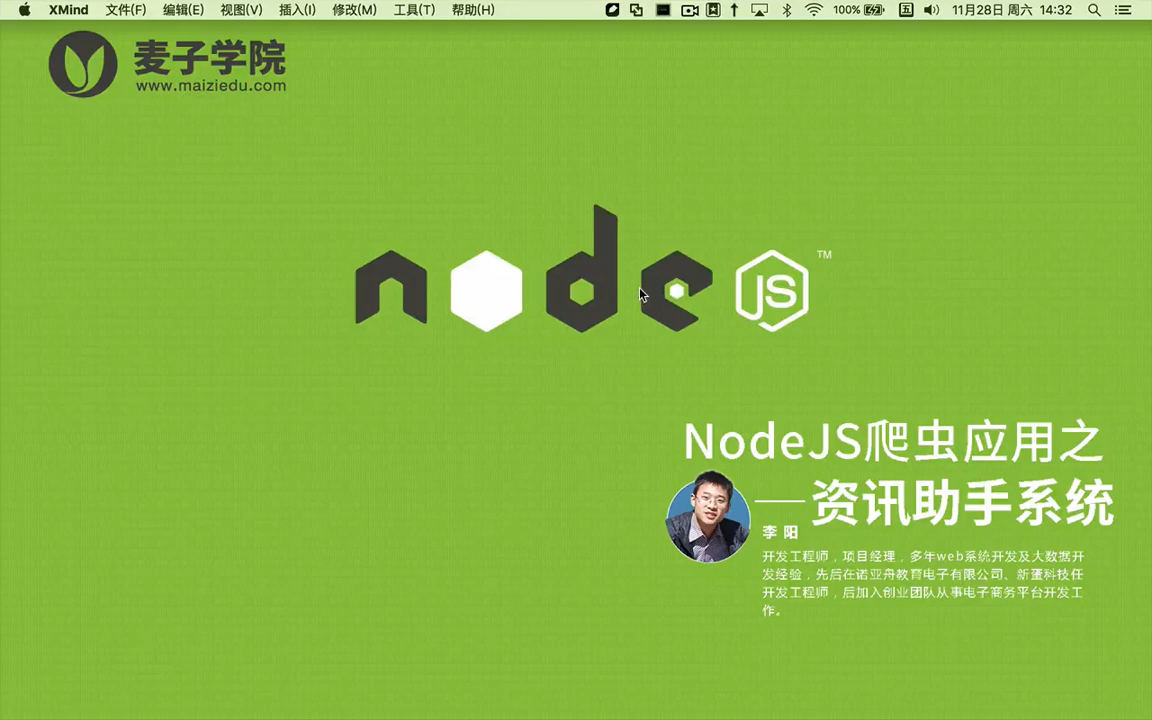 XMind 文件(F) 编辑(E) 视图(V) 插入(I) 修改(M) 工具(T) 帮助(H) 100% 五 11月28日 周六 14:32
麦子学院
www.maiziedu.com
node JS TM
NodeJS爬虫应用之
——资讯助手系统
李 阳
开发工程师，项目经理，多年web系统开发及大数据开
发经验，先后在诺亚舟教育电子有限公司、新蛋科技任
开发工程师，后加入创业团队从事电子商务平台开发工
作。